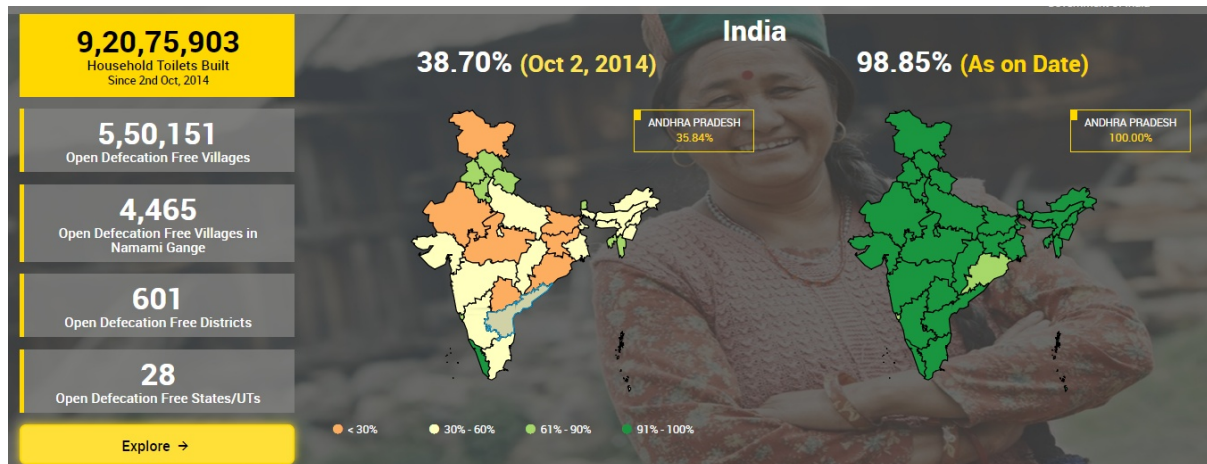 9,20,75,903
Household Toilets Built
Since 2nd Oct, 2014
5,50,151
Open Defecation Free Villages
4,465
Open Defecation Free Villages in
Namami Gange
601
Open Defecation Free Districts
28
Open Defecation Free States/UTs
Explore →
India
38.70% (Oct 2, 2014)
98.85% (As on Date)
ANDHRA PRADESH
35.84%
ANDHRA PRADESH
100.00%
< 30%
30% - 60%
61% - 90%
91% - 100%